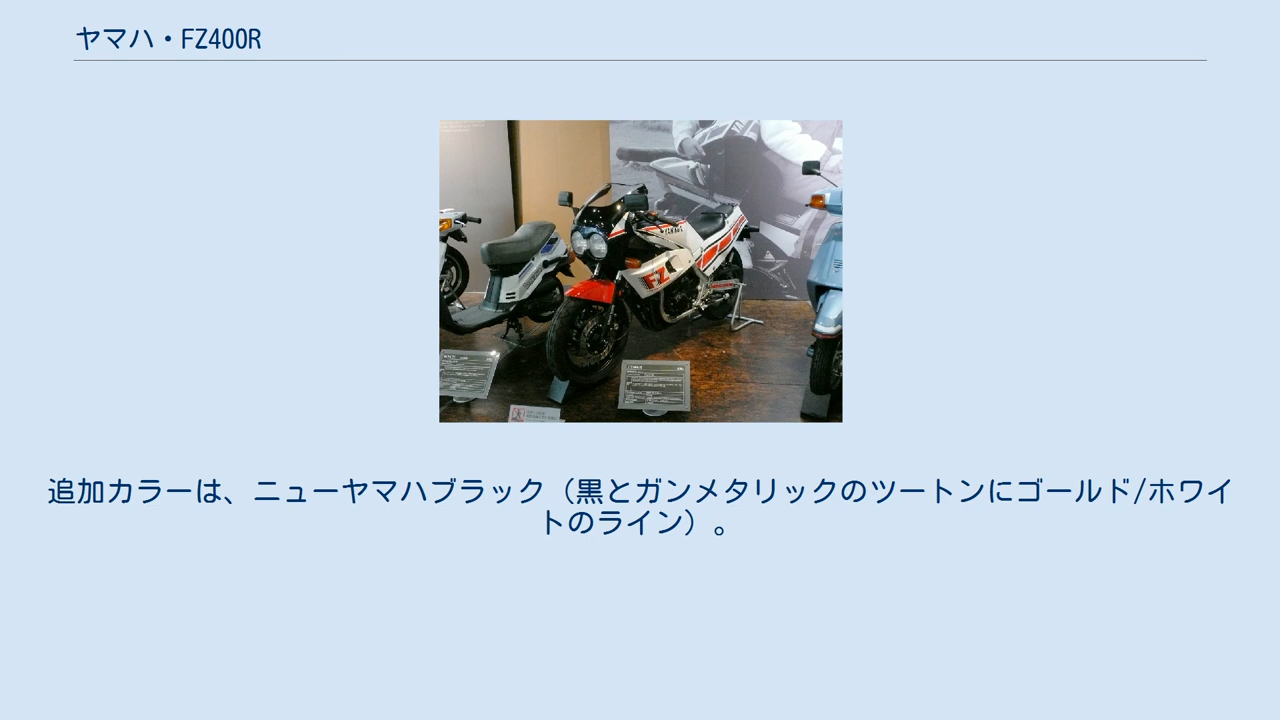 ヤマハ・FZ400R
YAMAHA
FZ
追加カラーは、ニューヤマハブラック（黒とガンメタリックのツートンにゴールド/ホワイ
トのライン）。